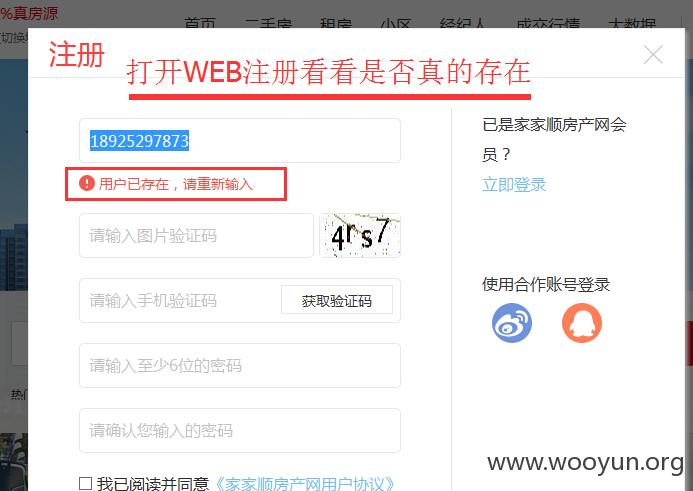 %真房源
首页 二手房 租房 小区 经纪人 成交行情 大数据
注册
打开WEB注册看看是否真的存在
18925297873
已是家家顺房产网会
员？
用户已存在，请重新输入
立即登录
请输入图片验证码
4rs7
请输入手机验证码
获取验证码
使用合作账号登录
请输入至少6位的密码
请确认您输入的密码
我已阅读并同意《家家顺房产网用户协议》
www.wooyun.org